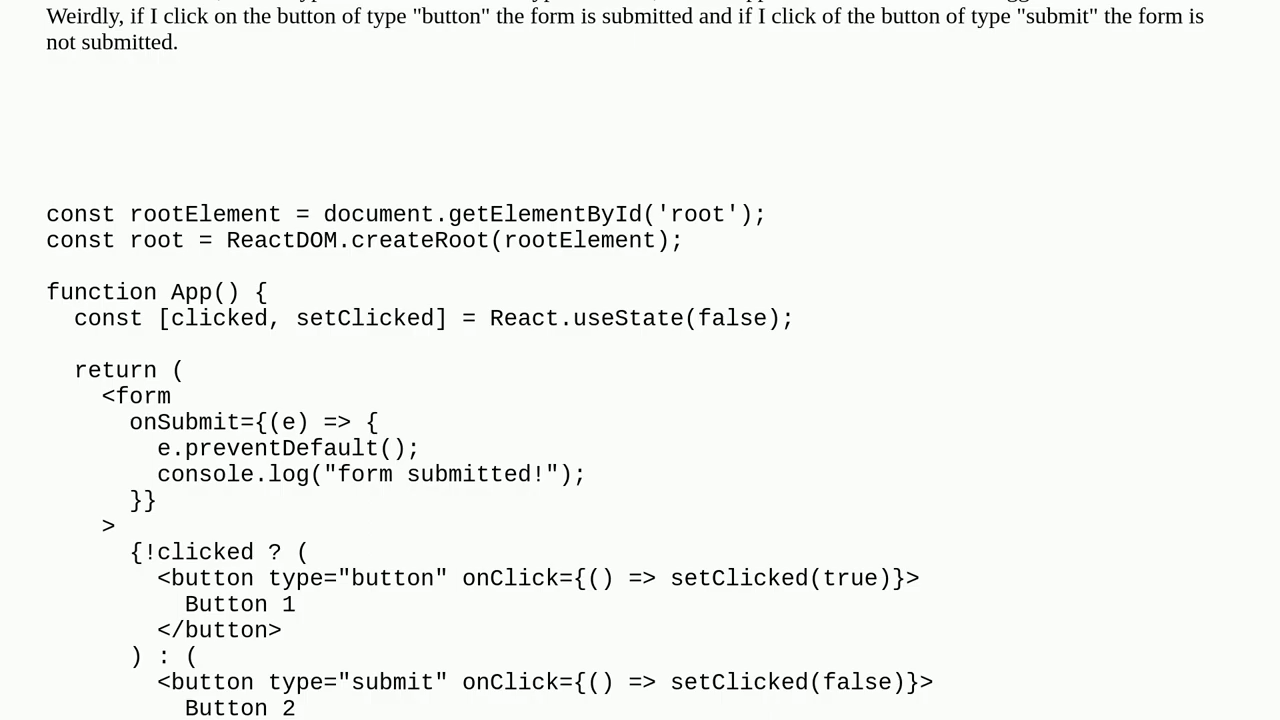 Weirdly, if I click on the button of type "button" the form is submitted and if I click of the button of type "submit" the form is
not submitted.
const rootElement = document.getElementById('root');
const root = ReactDOM.createRoot(rootElement);
function App() {
  const [clicked, setClicked] = React.useState(false);
  return (
    <form
      onSubmit={(e) => {
        e.preventDefault();
        console.log("form submitted!");
      }}
    >
      {!clicked ? (
        <button type="button" onClick={() => setClicked(true)}>
          Button 1
        </button>
      ) : (
        <button type="submit" onClick={() => setClicked(false)}>
          Button 2